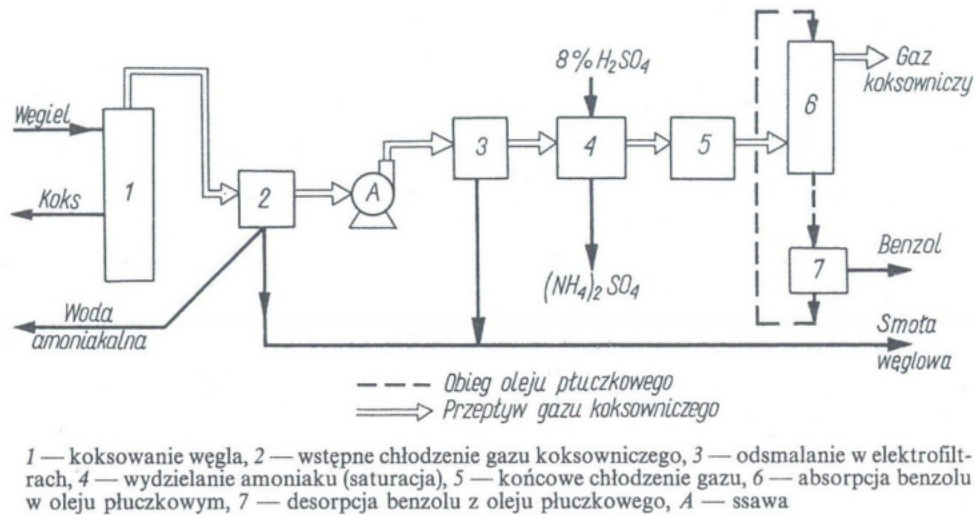 8% H₂SO₄
Gaz
koksowniczy
Węgiel
Koks
1
2
A
3
4
5
6
7
Benzol
(NH₄)₂SO₄
Woda
amoniakalna
Smoła
węglowa
Obieg oleju płuczkowego
Przepływ gazu koksowniczego
1 — koksowanie węgla, 2 — wstępne chłodzenie gazu koksowniczego, 3 — odsmalanie w elektrofilt-
rach, 4 — wydzielanie amoniaku (saturacja), 5 — końcowe chłodzenie gazu, 6 — absorpcja benzolu
w oleju płuczkowym, 7 — desorpcja benzolu z oleju płuczkowego, A — ssawa